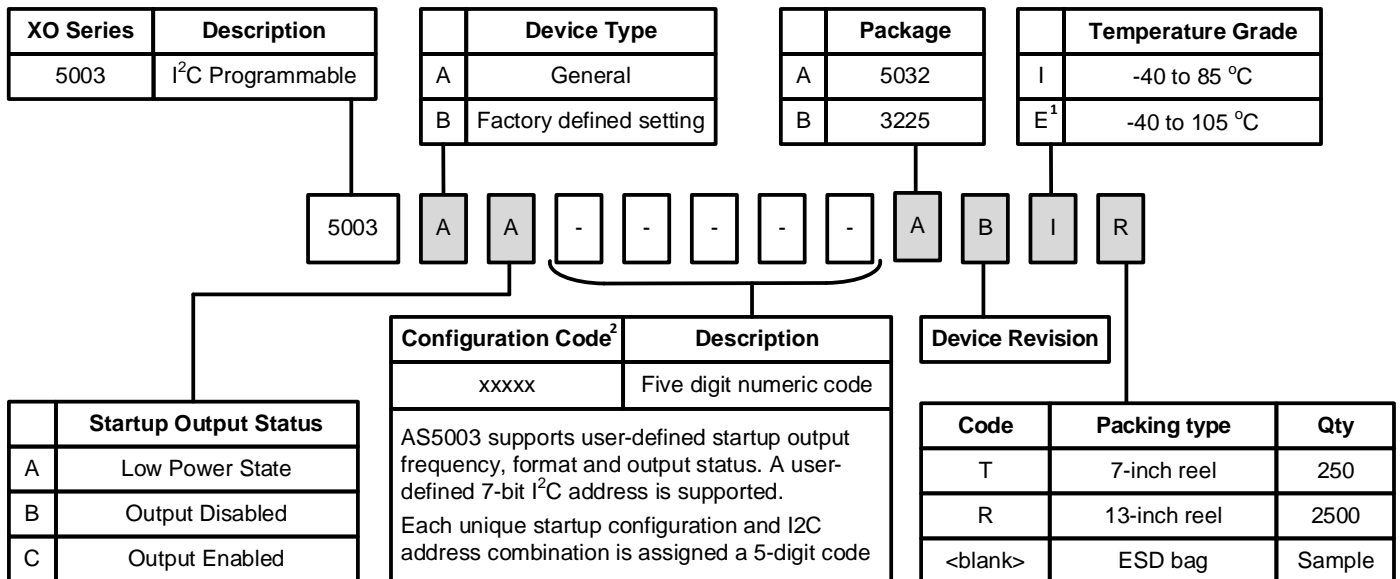 XO Series Description
5003 I²C Programmable
Device Type
A General
B Factory defined setting
Package
A 5032
B 3225
Temperature Grade
I -40 to 85 °C
E¹ -40 to 105 °C
5003 A A - - - - - A B I R
Startup Output Status
A Low Power State
B Output Disabled
C Output Enabled
Configuration Code² Description
xxxxx Five digit numeric code
AS5003 supports user-defined startup output
frequency, format and output status. A user-
defined 7-bit I²C address is supported.
Each unique startup configuration and I2C
address combination is assigned a 5-digit code
Device Revision
Code Packing type Qty
T 7-inch reel 250
R 13-inch reel 2500
<blank> ESD bag Sample